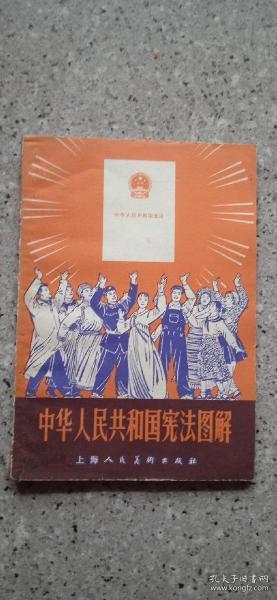 中华人民共和国宪法
中华人民共和国宪法图解
上海人民美术出版社
孔夫子旧书网